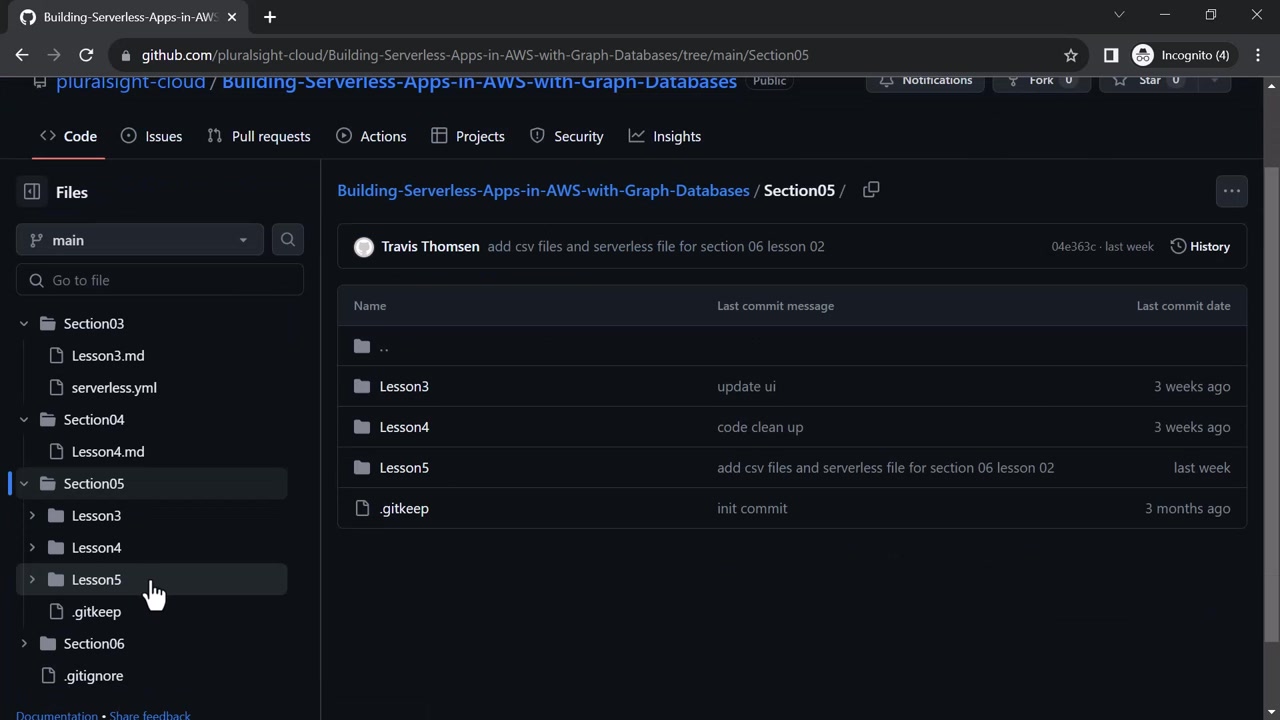 Building-Serverless-Apps-in-AWS
github.com/pluralsight-cloud/Building-Serverless-Apps-in-AWS-with-Graph-Databases/tree/main/Section05
Incognito (4)
pluralsight-cloud / Building-Serverless-Apps-in-AWS-with-Graph-Databases Public
Notifications Fork 0 Star 0
Code Issues Pull requests Actions Projects Security Insights
Files
Building-Serverless-Apps-in-AWS-with-Graph-Databases / Section05 /
main
Travis Thomsen add csv files and serverless file for section 06 lesson 02 04e363c · last week History
Go to file
Name Last commit message Last commit date
..
Lesson3 update ui 3 weeks ago
Lesson4 code clean up 3 weeks ago
Lesson5 add csv files and serverless file for section 06 lesson 02 last week
.gitkeep init commit 3 months ago
Section03
Lesson3.md
serverless.yml
Section04
Lesson4.md
Section05
Lesson3
Lesson4
Lesson5
.gitkeep
Section06
.gitignore
Documentation • Share feedback